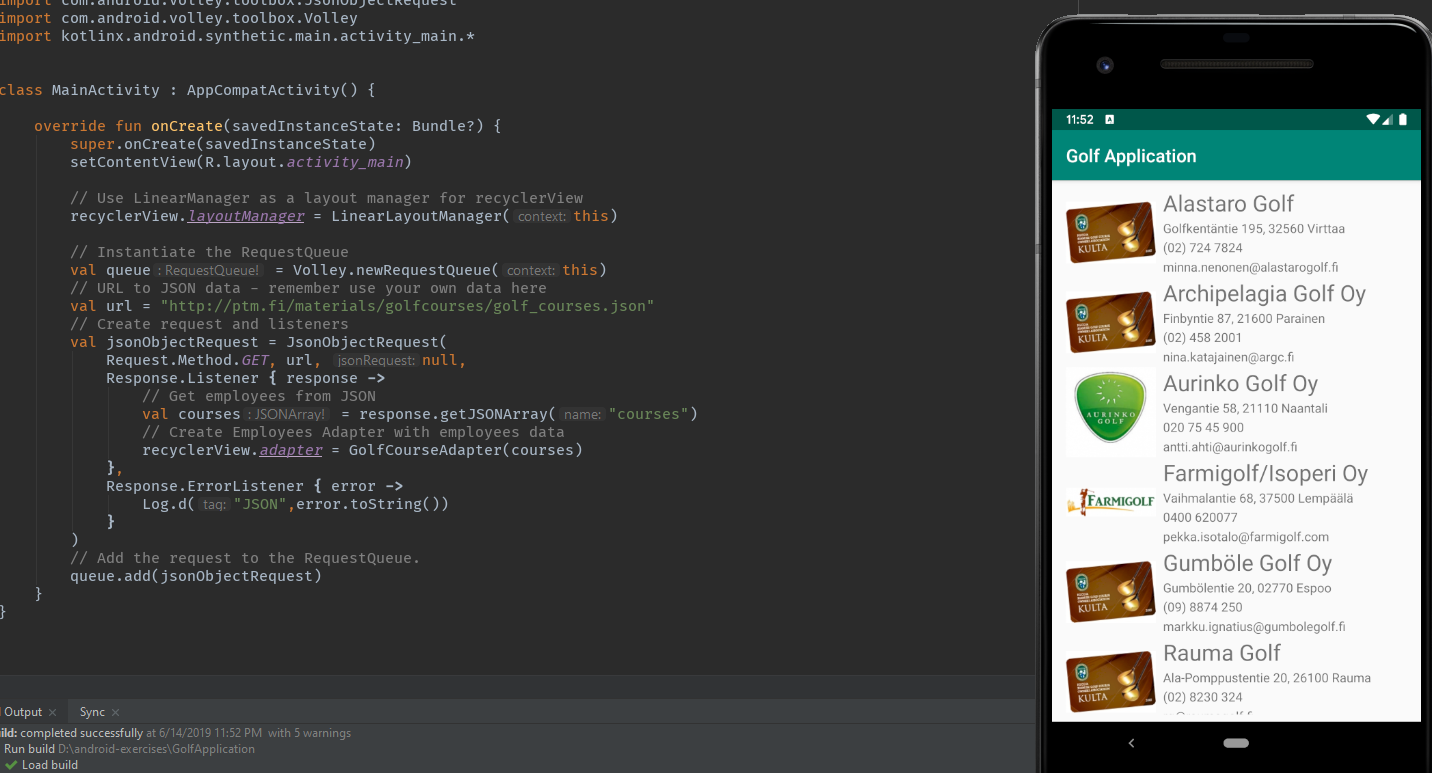 import com.android.volley.toolbox.JsonObjectRequest
import com.android.volley.toolbox.Volley
import kotlinx.android.synthetic.main.activity_main.*
class MainActivity : AppCompatActivity() {
override fun onCreate(savedInstanceState: Bundle?) {
super.onCreate(savedInstanceState)
setContentView(R.layout.activity_main)
// Use LinearManager as a layout manager for recyclerView
recyclerView.layoutManager = LinearLayoutManager( context: this)
// Instantiate the RequestQueue
val queue : RequestQueue! = Volley.newRequestQueue( context: this)
// URL to JSON data - remember use your own data here
val url = "http://ptm.fi/materials/golfcourses/golf_courses.json"
// Create request and listeners
val jsonObjectRequest = JsonObjectRequest(
Request.Method.GET, url, jsonRequest: null,
Response.Listener { response ->
// Get employees from JSON
val courses : JSONArray! = response.getJSONArray( name: "courses")
// Create Employees Adapter with employees data
recyclerView.adapter = GolfCourseAdapter(courses)
},
Response.ErrorListener { error ->
Log.d( tag: "JSON",error.toString())
}
)
// Add the request to the RequestQueue.
queue.add(jsonObjectRequest)
}
}
Output × Sync ×
ild: completed successfully at 6/14/2019 11:52 PM with 5 warnings
Run build D:\android-exercises\GolfApplication
Load build
11:52
Golf Application
KULTA
Alastaro Golf
Golfkentäntie 195, 32560 Virttaa
(02) 724 7824
minna.nenonen@alastarogolf.fi
KULTA
Archipelagia Golf Oy
Finbyntie 87, 21600 Parainen
(02) 458 2001
nina.katajainen@argc.fi
AURINKO
GOLF
Aurinko Golf Oy
Vengantie 58, 21110 Naantali
020 75 45 900
antti.ahti@aurinkogolf.fi
FARMIGOLF
Farmigolf/Isoperi Oy
Vaihmalantie 68, 37500 Lempäälä
0400 620077
pekka.isotalo@farmigolf.com
KULTA
Gumböle Golf Oy
Gumbölentie 20, 02770 Espoo
(09) 8874 250
markku.ignatius@gumbolegolf.fi
KULTA
Rauma Golf
Ala-Pomppustentie 20, 26100 Rauma
(02) 8230 324